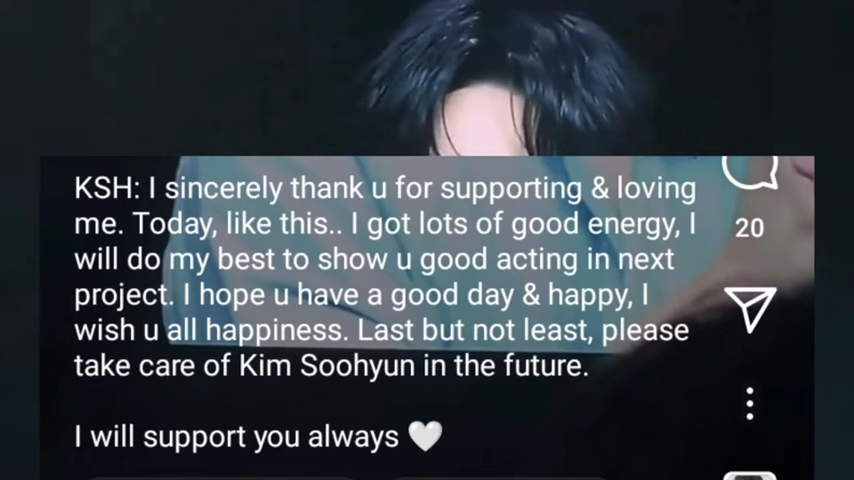 KSH: I sincerely thank u for supporting & loving
me. Today, like this.. I got lots of good energy, I
will do my best to show u good acting in next
project. I hope u have a good day & happy, I
wish u all happiness. Last but not least, please
take care of Kim Soohyun in the future.
I will support you always 🤍
20